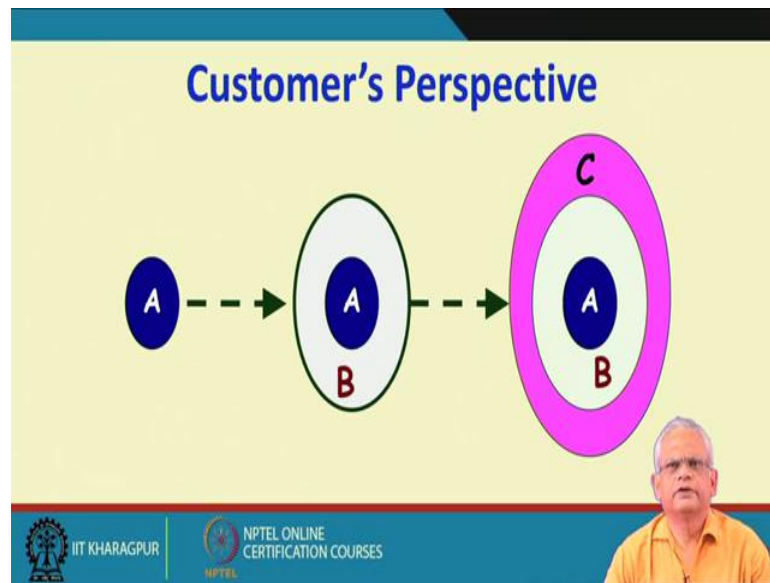 Customer's Perspective
A
A
B
C
A
B
IIT KHARAGPUR
NPTEL
NPTEL ONLINE
CERTIFICATION COURSES